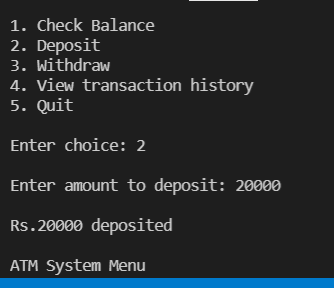 1. Check Balance
2. Deposit
3. Withdraw
4. View transaction history
5. Quit
Enter choice: 2
Enter amount to deposit: 20000
Rs.20000 deposited
ATM System Menu